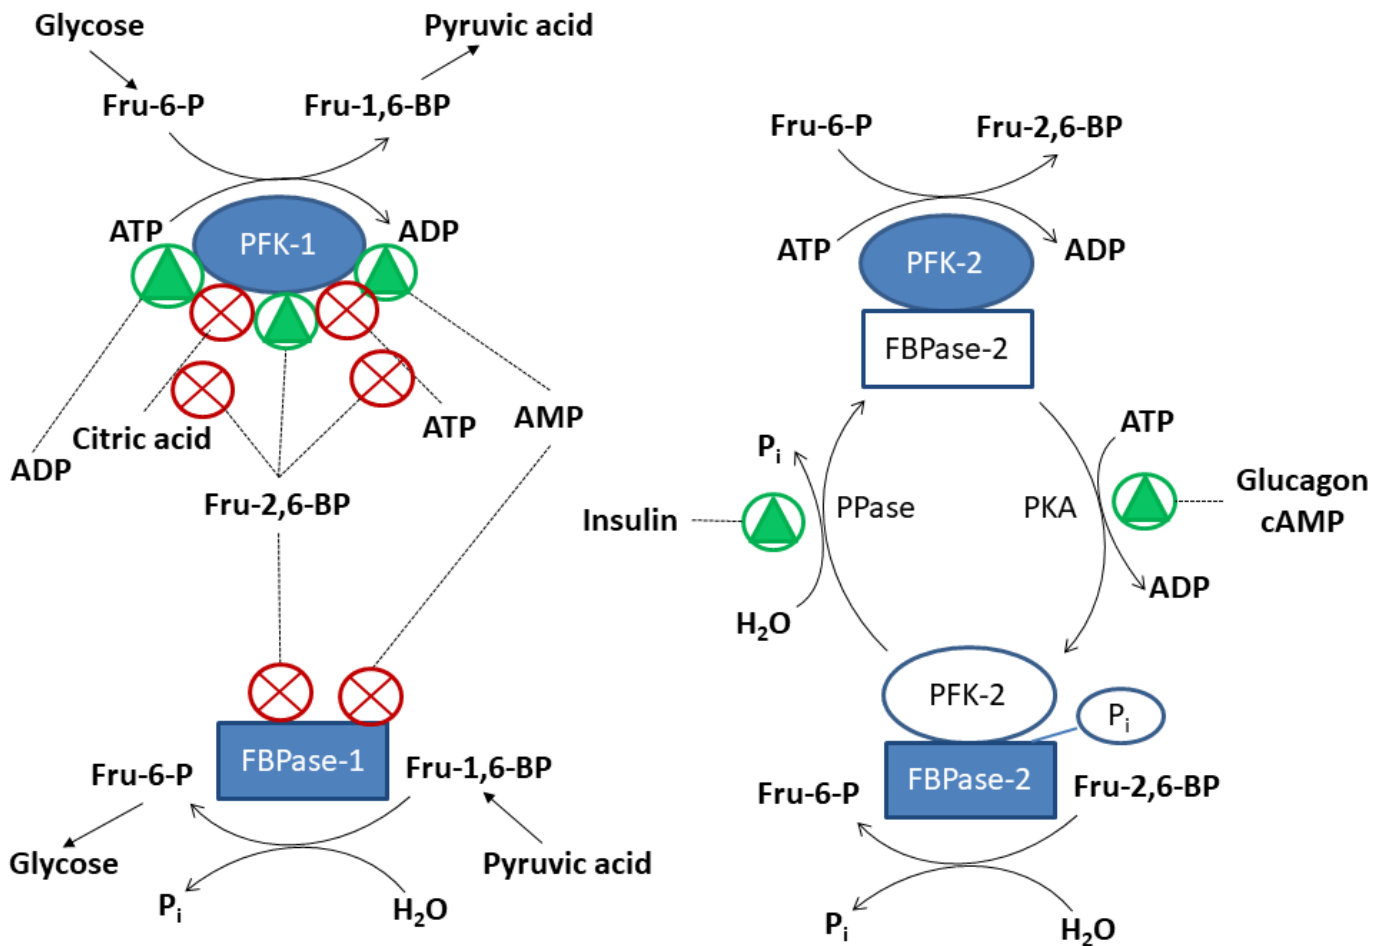 Glycose
Pyruvic acid
Fru-6-P
Fru-1,6-BP
ATP
PFK-1
ADP
Citric acid
ATP
AMP
ADP
Fru-2,6-BP
FBPase-1
Fru-6-P
Fru-1,6-BP
Glycose
Pyruvic acid
Pi
H2O
Fru-6-P
Fru-2,6-BP
ATP
PFK-2
ADP
FBPase-2
Pi
ATP
Insulin
PPase
PKA
Glucagon
cAMP
H2O
ADP
PFK-2
Pi
FBPase-2
Fru-6-P
Fru-2,6-BP
Pi
H2O